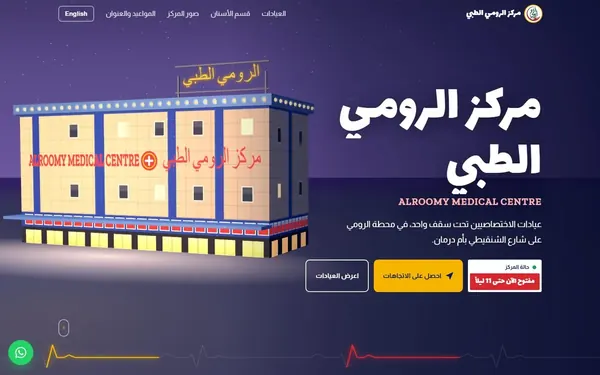 مركز الرومي الطبي
العيادات
قسم الأسنان
صور المركز
المواعيد والعنوان
English
الرومي الطبي
ALROOMY MEDICAL CENTRE
مركز الرومي الطبي
مركز الرومي
الطبي
ALROOMY MEDICAL CENTRE
عيادات الاختصاصيين تحت سقف واحد، في محطة الرومي
على شارع الشنقيطي بأم درمان.
حالة المركز
مفتوح الآن حتى 11 ليلاً
احصل على الاتجاهات
اعرض العيادات